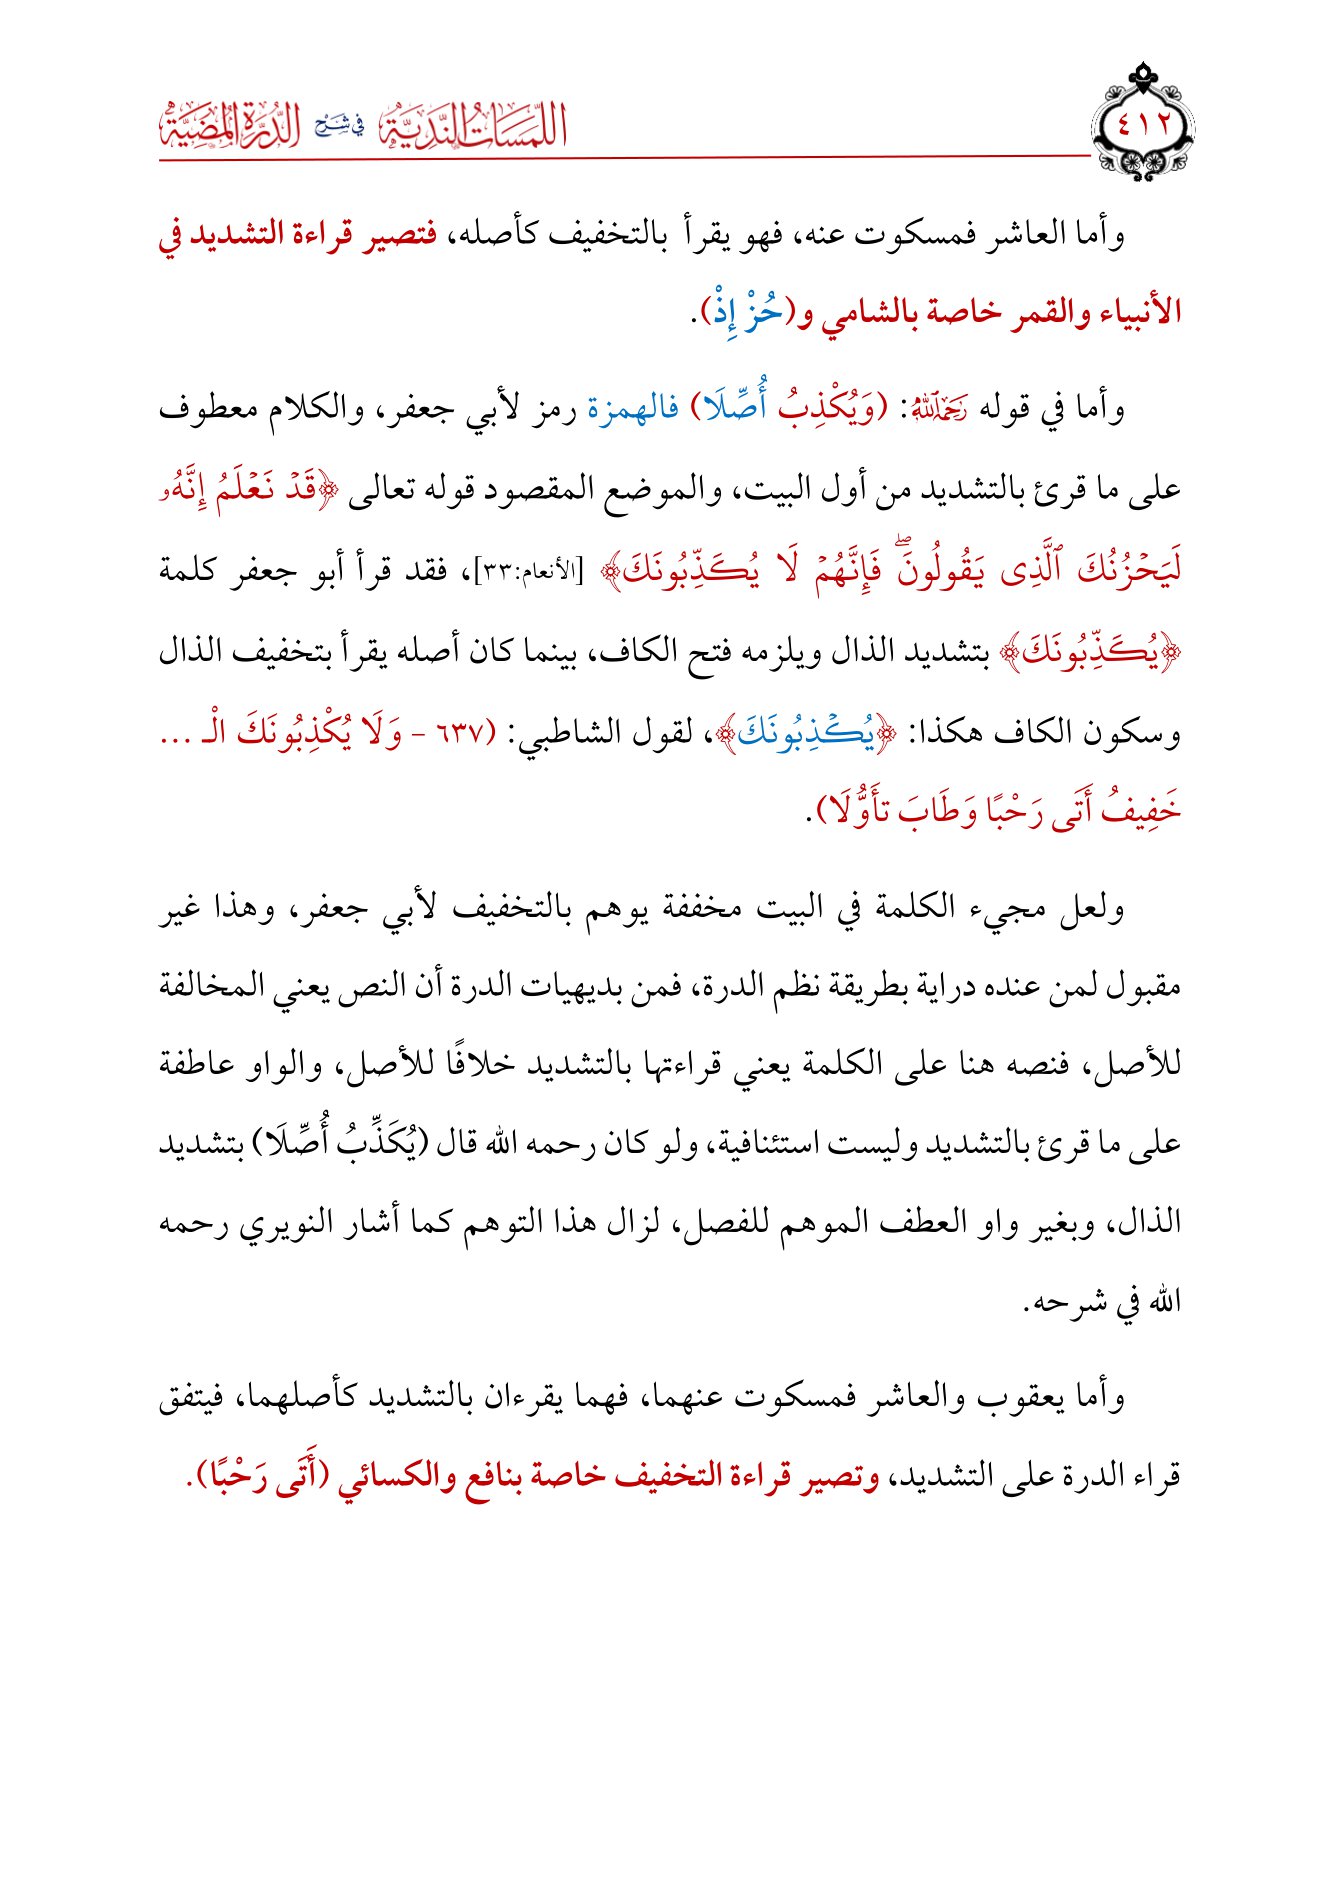 اللمسات الندية في شرح الدرة المضية
٤١٢
وأما العاشر فمسكوت عنه، فهو يقرأ بالتخفيف كأصله، فتصير قراءة التشديد في
الأنبياء والقمر خاصة بالشامي و(حُزْ إِذْ).
وأما في قوله رَحِمَهُ ٱللَّهُ: (وَيُكْذِبُ أُصِّلَا) فالهمزة رمز لأبي جعفر، والكلام معطوف
على ما قرئ بالتشديد من أول البيت، والموضع المقصود قوله تعالى ﴿قَدۡ نَعۡلَمُ إِنَّهُۥ
لَيَحۡزُنُكَ ٱلَّذِى يَقُولُونَۖ فَإِنَّهُمۡ لَا يُكَذِّبُونَكَ﴾ [الأنعام:٣٣]، فقد قرأ أبو جعفر كلمة
﴿يُكَذِّبُونَكَ﴾ بتشديد الذال ويلزمه فتح الكاف، بينما كان أصله يقرأ بتخفيف الذال
وسكون الكاف هكذا: ﴿يُكۡذِبُونَكَ﴾، لقول الشاطبي: (٦٣٧ - وَلَا يُكْذِبُونَكَ الْـ ...
خَفِيفُ أَتَى رَحْبًا وَطَابَ تأَوُّلَا).
ولعل مجيء الكلمة في البيت مخففة يوهم بالتخفيف لأبي جعفر، وهذا غير
مقبول لمن عنده دراية بطريقة نظم الدرة، فمن بديهيات الدرة أن النص يعني المخالفة
للأصل، فنصه هنا على الكلمة يعني قراءتها بالتشديد خلافًا للأصل، والواو عاطفة
على ما قرئ بالتشديد وليست استئنافية، ولو كان رحمه الله قال (يُكَذِّبُ أُصِّلَا) بتشديد
الذال، وبغير واو العطف الموهم للفصل، لزال هذا التوهم كما أشار النويري رحمه
الله في شرحه.
وأما يعقوب والعاشر فمسكوت عنهما، فهما يقرءان بالتشديد كأصلهما، فيتفق
قراء الدرة على التشديد، وتصير قراءة التخفيف خاصة بنافع والكسائي (أَتَى رَحْبًا).